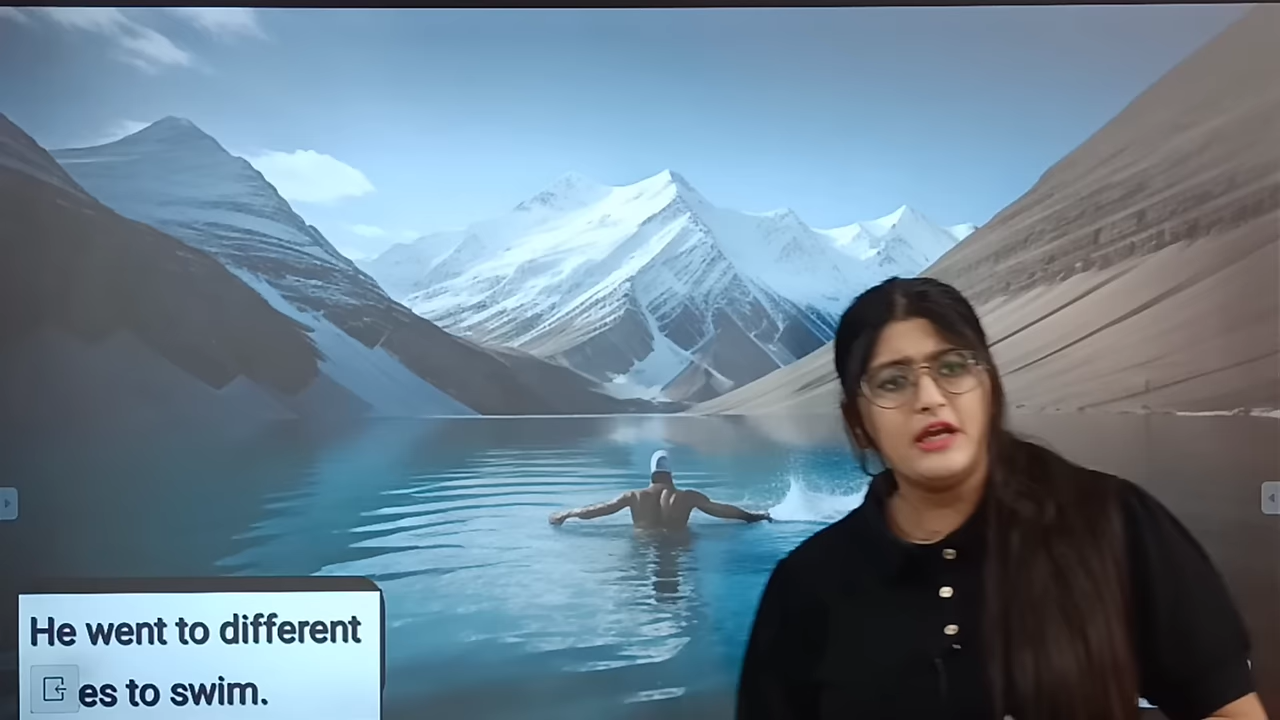 He went to different
es to swim.